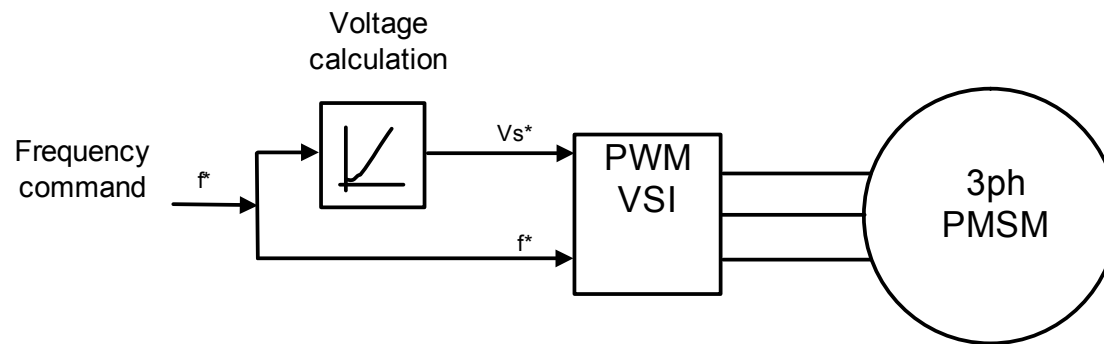 Voltage
calculation
Frequency
command
f*
Vs*
f*
PWM
VSI
3ph
PMSM